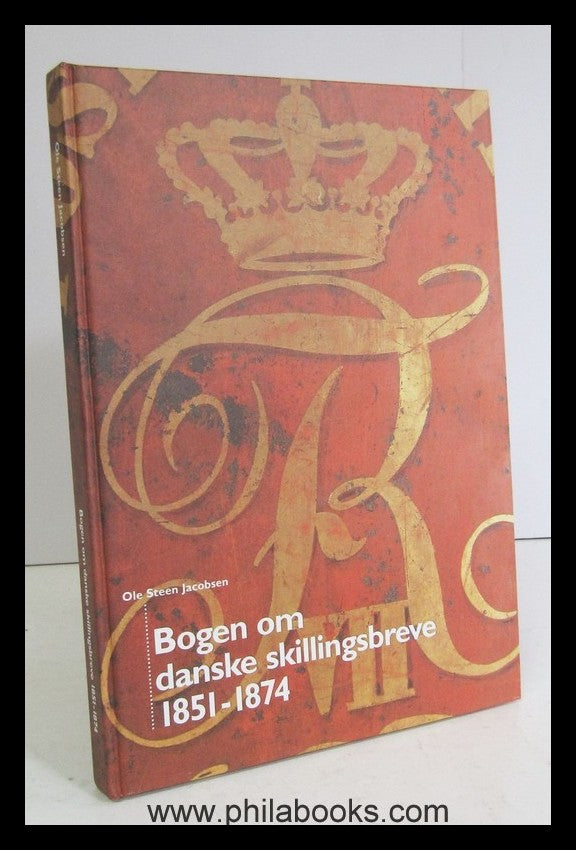 Ole Steen Jacobsen
Bogen om danske skillingsbreve 1851-1874
Ole Steen Jacobsen
Bogen om
danske skillingsbreve
1851-1874
VII
www.philabooks.com